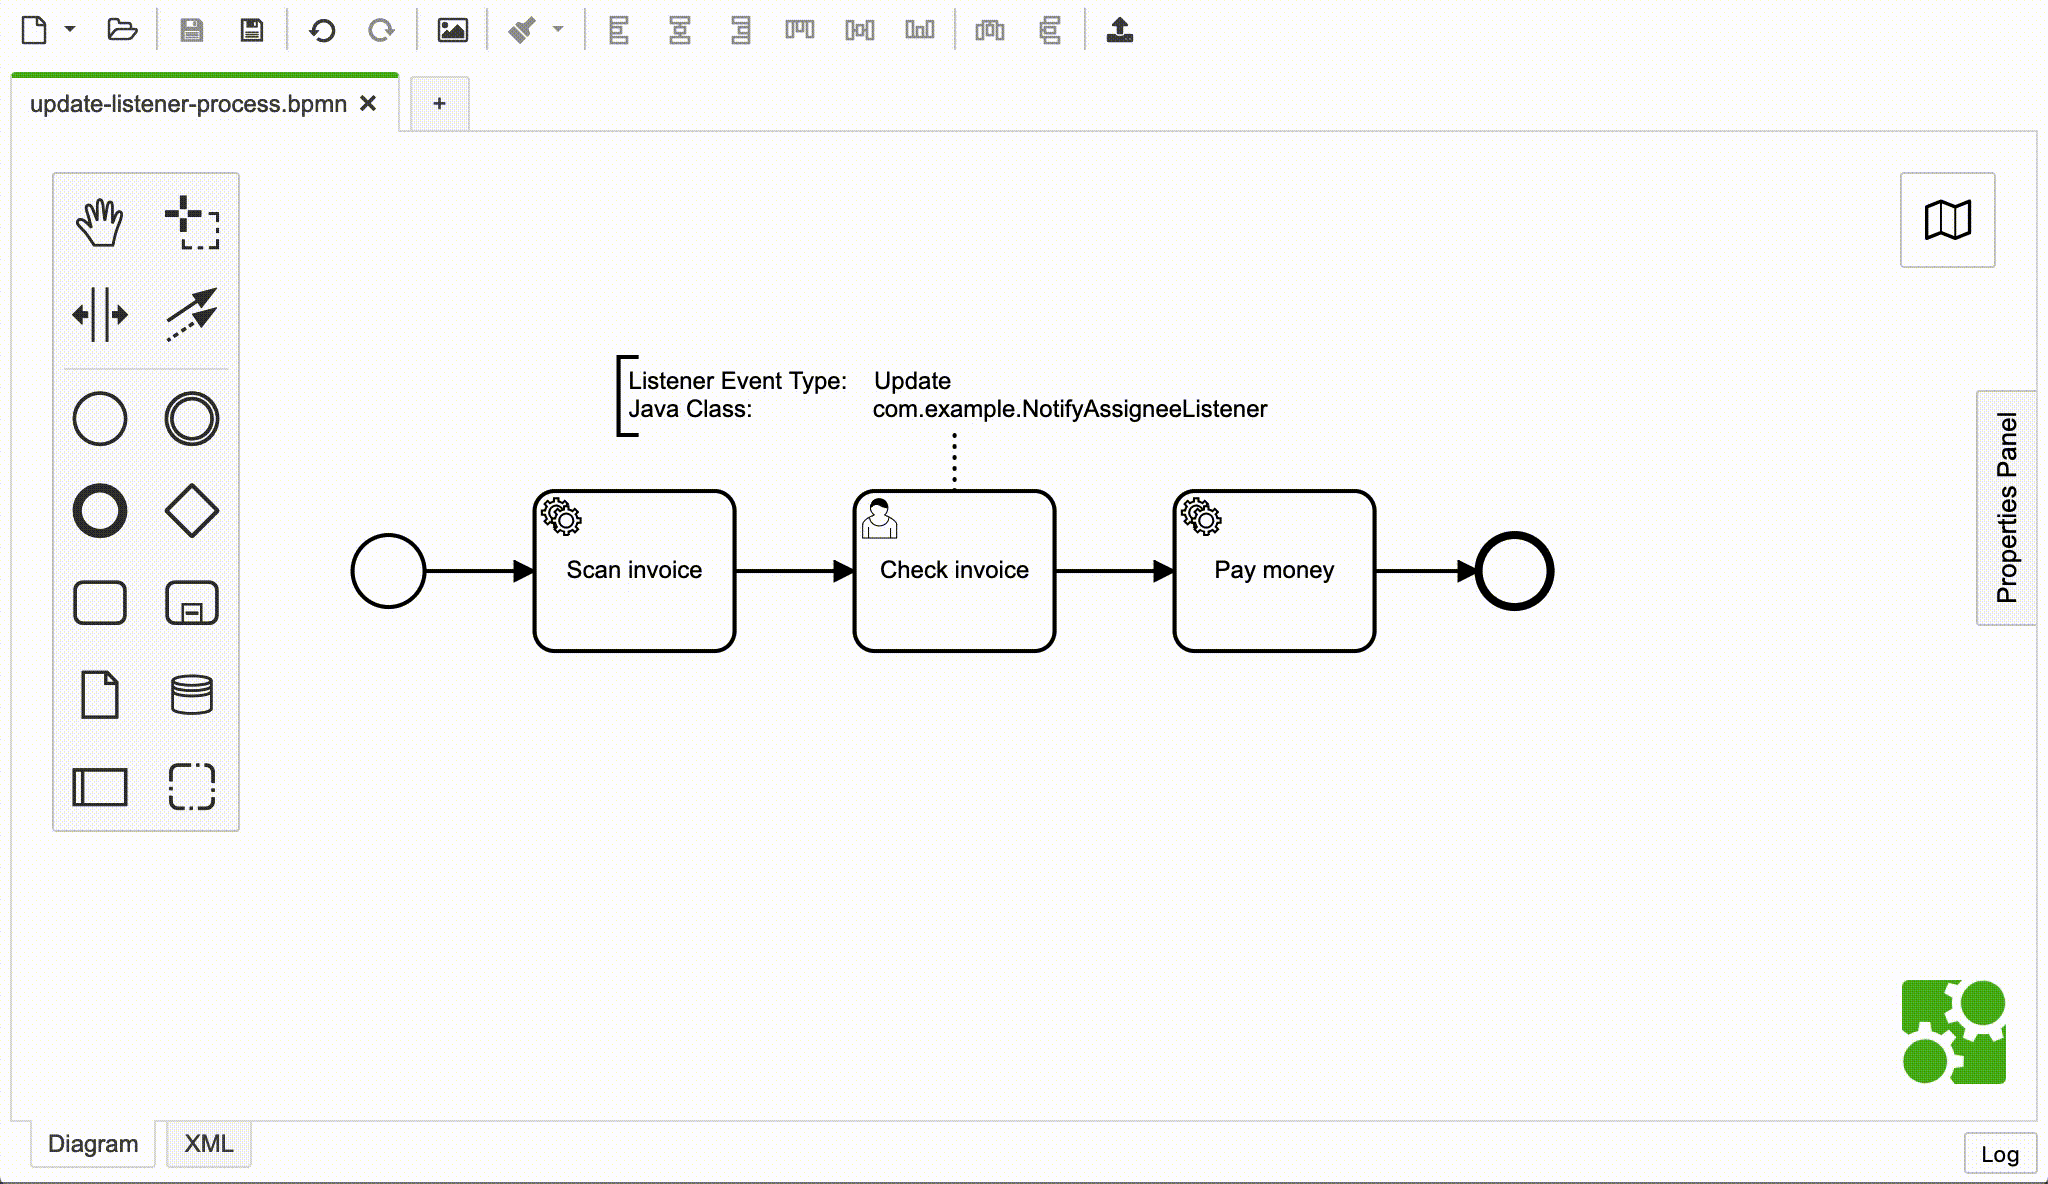 update-listener-process.bpmn
+
Listener Event Type: Update
Java Class: com.example.NotifyAssigneeListener
Scan invoice
Check invoice
Pay money
Properties Panel
Diagram
XML
Log